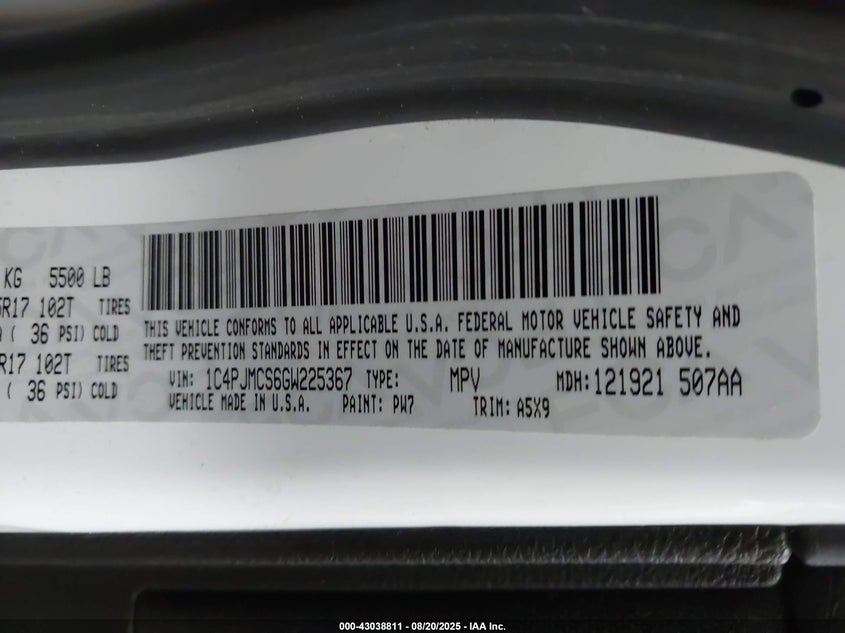 KG 5500 LB
R17 102T TIRES
( 36 PSI) COLD
R17 102T TIRES
( 36 PSI) COLD
THIS VEHICLE CONFORMS TO ALL APPLICABLE U.S.A. FEDERAL MOTOR VEHICLE SAFETY AND
THEFT PREVENTION STANDARDS IN EFFECT ON THE DATE OF MANUFACTURE SHOWN ABOVE.
VIN: 1C4PJMCS6GW225367 TYPE: MPV MDH: 121921 507AA
VEHICLE MADE IN U.S.A. PAINT: PW7 TRIM: A5X9
000-43038811 - 08/20/2025 - IAA Inc.